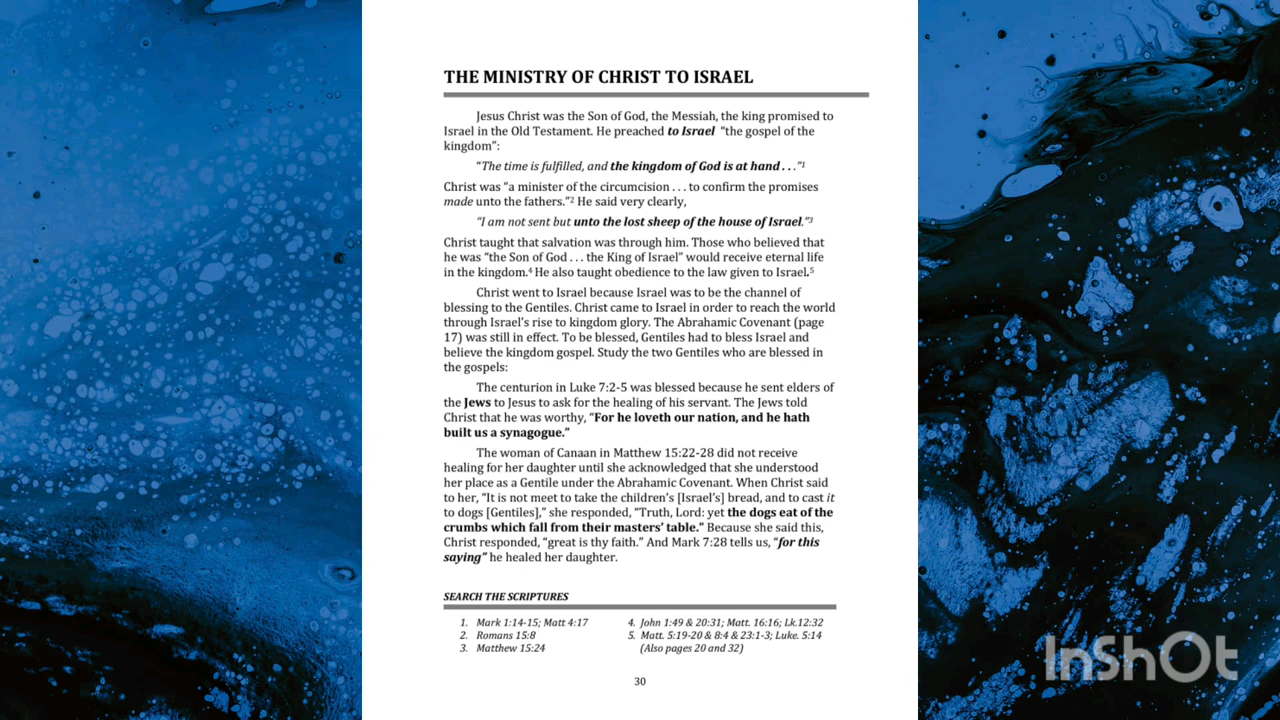 THE MINISTRY OF CHRIST TO ISRAEL
Jesus Christ was the Son of God, the Messiah, the king promised to
Israel in the Old Testament. He preached to Israel “the gospel of the
kingdom”:
“The time is fulfilled, and the kingdom of God is at hand . . .”1
Christ was “a minister of the circumcision . . . to confirm the promises
made unto the fathers.”2 He said very clearly,
“I am not sent but unto the lost sheep of the house of Israel.”3
Christ taught that salvation was through him. Those who believed that
he was “the Son of God . . . the King of Israel” would receive eternal life
in the kingdom.4 He also taught obedience to the law given to Israel.5
Christ went to Israel because Israel was to be the channel of
blessing to the Gentiles. Christ came to Israel in order to reach the world
through Israel’s rise to kingdom glory. The Abrahamic Covenant (page
17) was still in effect. To be blessed, Gentiles had to bless Israel and
believe the kingdom gospel. Study the two Gentiles who are blessed in
the gospels:
The centurion in Luke 7:2-5 was blessed because he sent elders of
the Jews to Jesus to ask for the healing of his servant. The Jews told
Christ that he was worthy, “For he loveth our nation, and he hath
built us a synagogue.”
The woman of Canaan in Matthew 15:22-28 did not receive
healing for her daughter until she acknowledged that she understood
her place as a Gentile under the Abrahamic Covenant. When Christ said
to her, “It is not meet to take the children’s [Israel’s] bread, and to cast it
to dogs [Gentiles],” she responded, “Truth, Lord: yet the dogs eat of the
crumbs which fall from their masters’ table.” Because she said this,
Christ responded, “great is thy faith.” And Mark 7:28 tells us, “for this
saying” he healed her daughter.
SEARCH THE SCRIPTURES
1. Mark 1:14-15; Matt 4:17
2. Romans 15:8
3. Matthew 15:24
4. John 1:49 & 20:31; Matt. 16:16; Lk.12:32
5. Matt. 5:19-20 & 8:4 & 23:1-3; Luke. 5:14
(Also pages 20 and 32)
30
InShOt